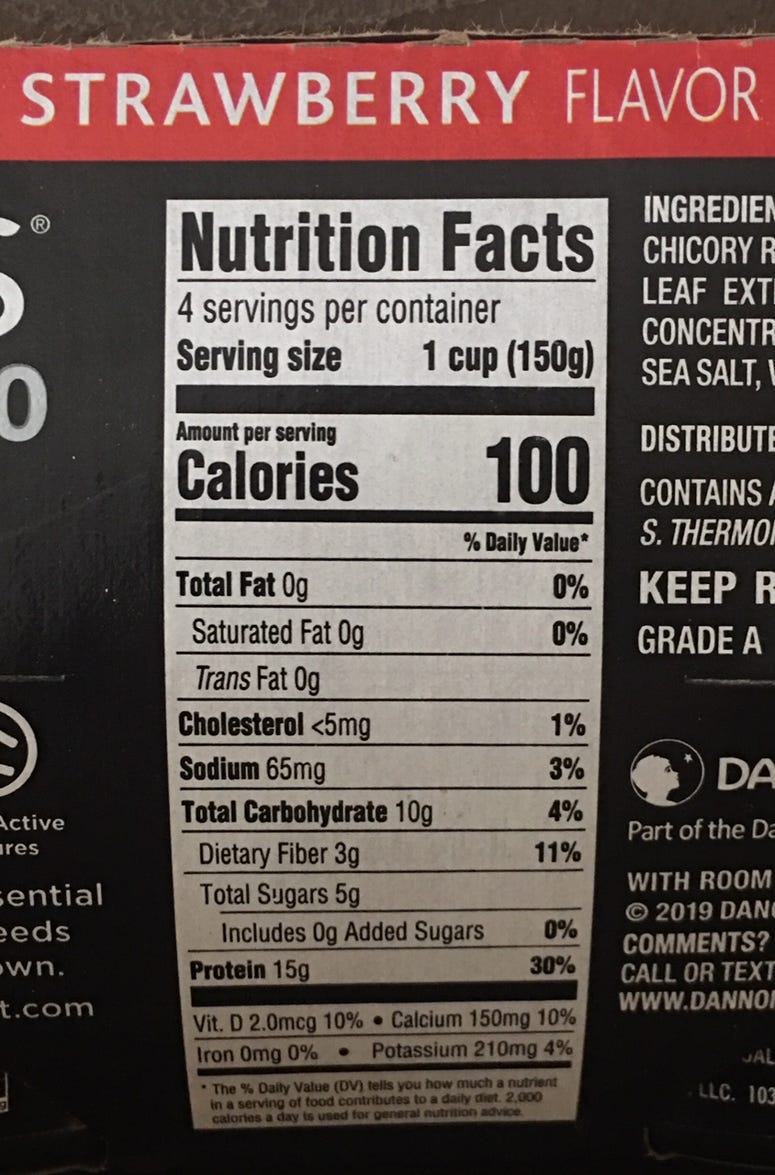 STRAWBERRY FLAVOR
®
0
Active
sential
eeds
own.
t.com
Nutrition Facts
4 servings per container
Serving size 1 cup (150g)
Amount per serving
Calories 100
% Daily Value*
Total Fat 0g 0%
Saturated Fat 0g 0%
Trans Fat 0g
Cholesterol <5mg 1%
Sodium 65mg 3%
Total Carbohydrate 10g 4%
Dietary Fiber 3g 11%
Total Sugars 5g
Includes 0g Added Sugars 0%
Protein 15g 30%
Vit. D 2.0mcg 10% • Calcium 150mg 10%
Iron 0mg 0% • Potassium 210mg 4%
* The % Daily Value (DV) tells you how much a nutrient
in a serving of food contributes to a daily diet. 2,000
calories a day is used for general nutrition advice.
INGREDIEN
CHICORY R
LEAF EXT
CONCENTR
SEA SALT,
DISTRIBUTE
CONTAINS
S. THERMO
KEEP R
GRADE A
DA
Part of the Da
WITH ROOM
© 2019 DAN
COMMENTS?
CALL OR TEXT
WWW.DANNO
LLC. 103